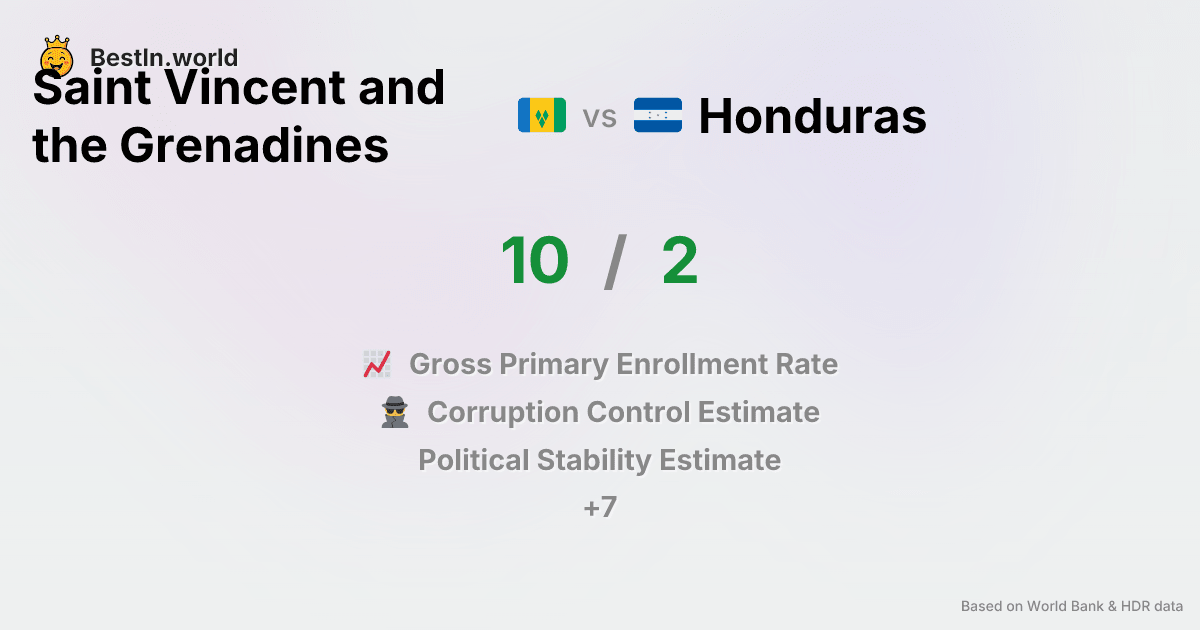 BestIn.world
Saint Vincent and
the Grenadines
vs
Honduras
10 / 2
Gross Primary Enrollment Rate
Corruption Control Estimate
Political Stability Estimate
+7
Based on World Bank & HDR data